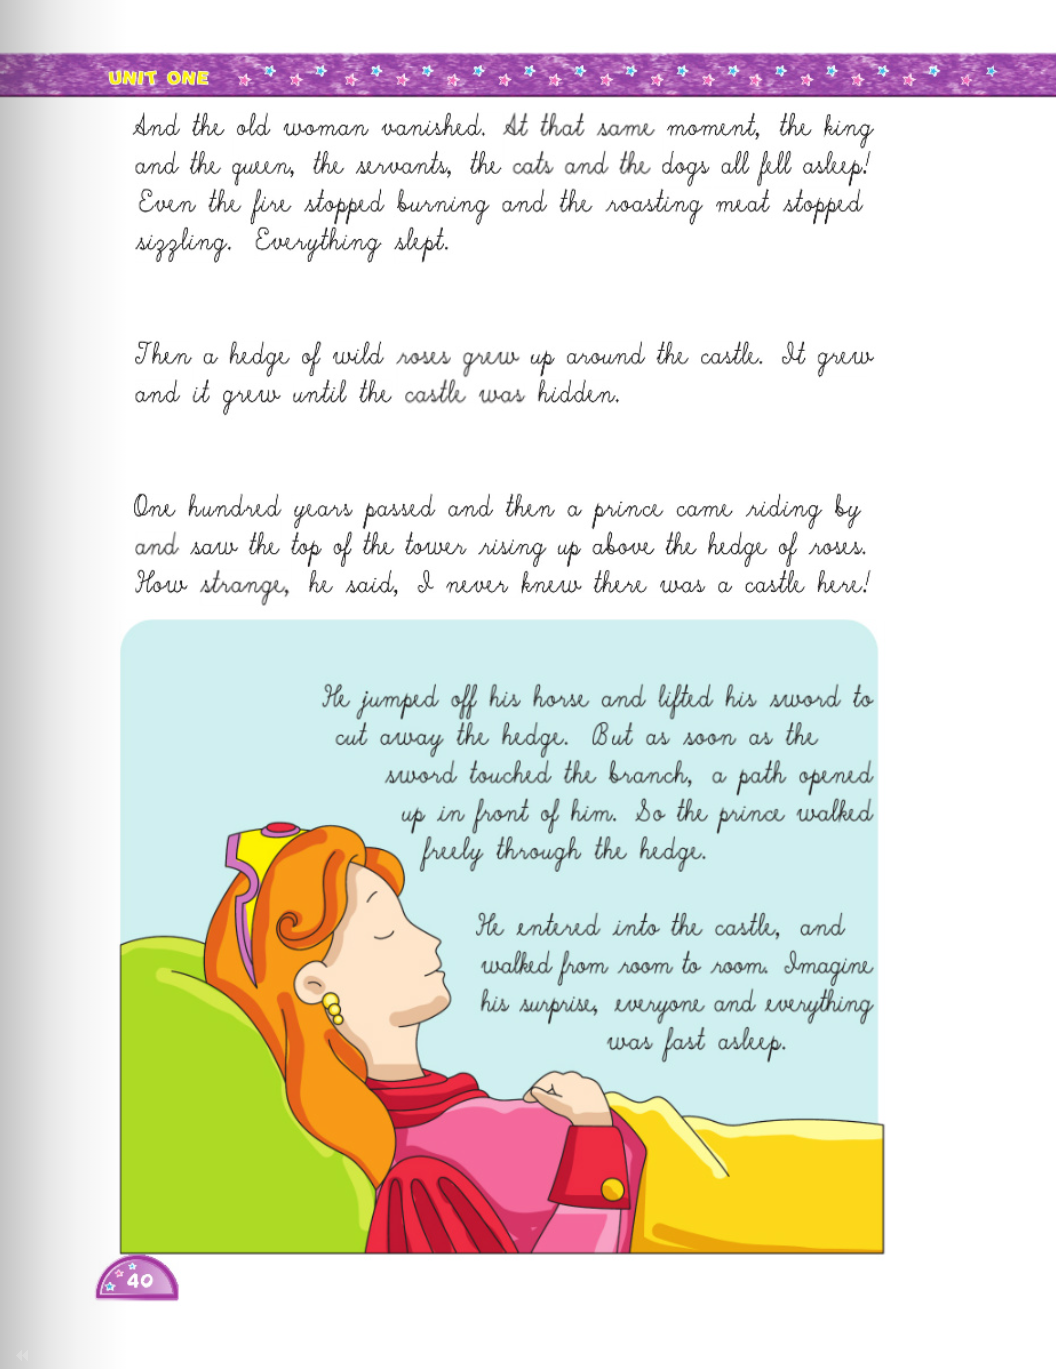 UNIT ONE
And the old woman vanished. At that same moment, the king
and the queen, the servants, the cats and the dogs all fell asleep!
Even the fire stopped burning and the roasting meat stopped
sizzling. Everything slept.
Then a hedge of wild roses grew up around the castle. It grew
and it grew until the castle was hidden.
One hundred years passed and then a prince came riding by
and saw the top of the tower rising up above the hedge of roses.
How strange, he said, I never knew there was a castle here!
He jumped off his horse and lifted his sword to
cut away the hedge. But as soon as the
sword touched the branch, a path opened
up in front of him. So the prince walked
freely through the hedge.
He entered into the castle, and
walked from room to room. Imagine
his surprise, everyone and everything
was fast asleep.
40